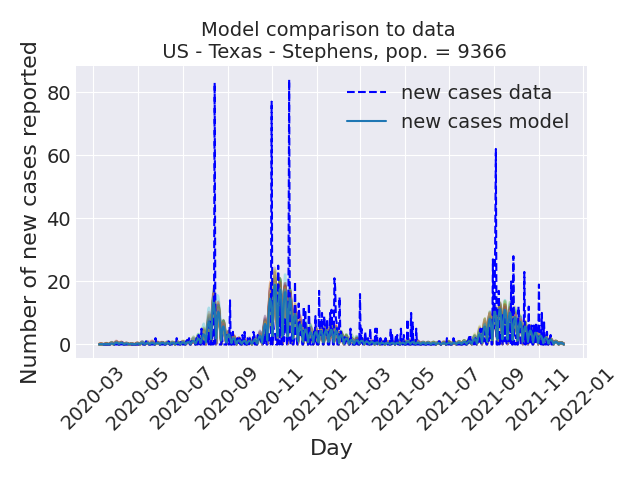 Model comparison to data
US - Texas - Stephens, pop. = 9366
Number of new cases reported
80
60
40
20
0
new cases data
new cases model
2020-03
2020-05
2020-07
2020-09
2020-11
2021-01
2021-03
2021-05
2021-07
2021-09
2021-11
2022-01
Day